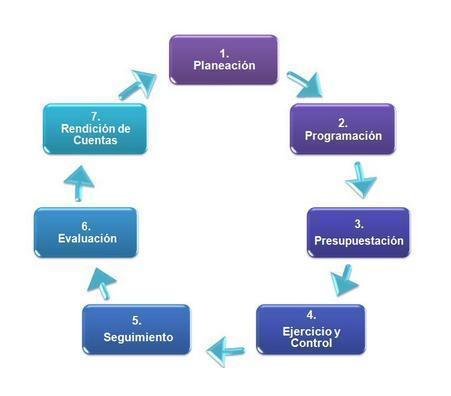 1.
Planeación
2.
Programación
3.
Presupuestación
4.
Ejercicio y
Control
5.
Seguimiento
6.
Evaluación
7.
Rendición de
Cuentas